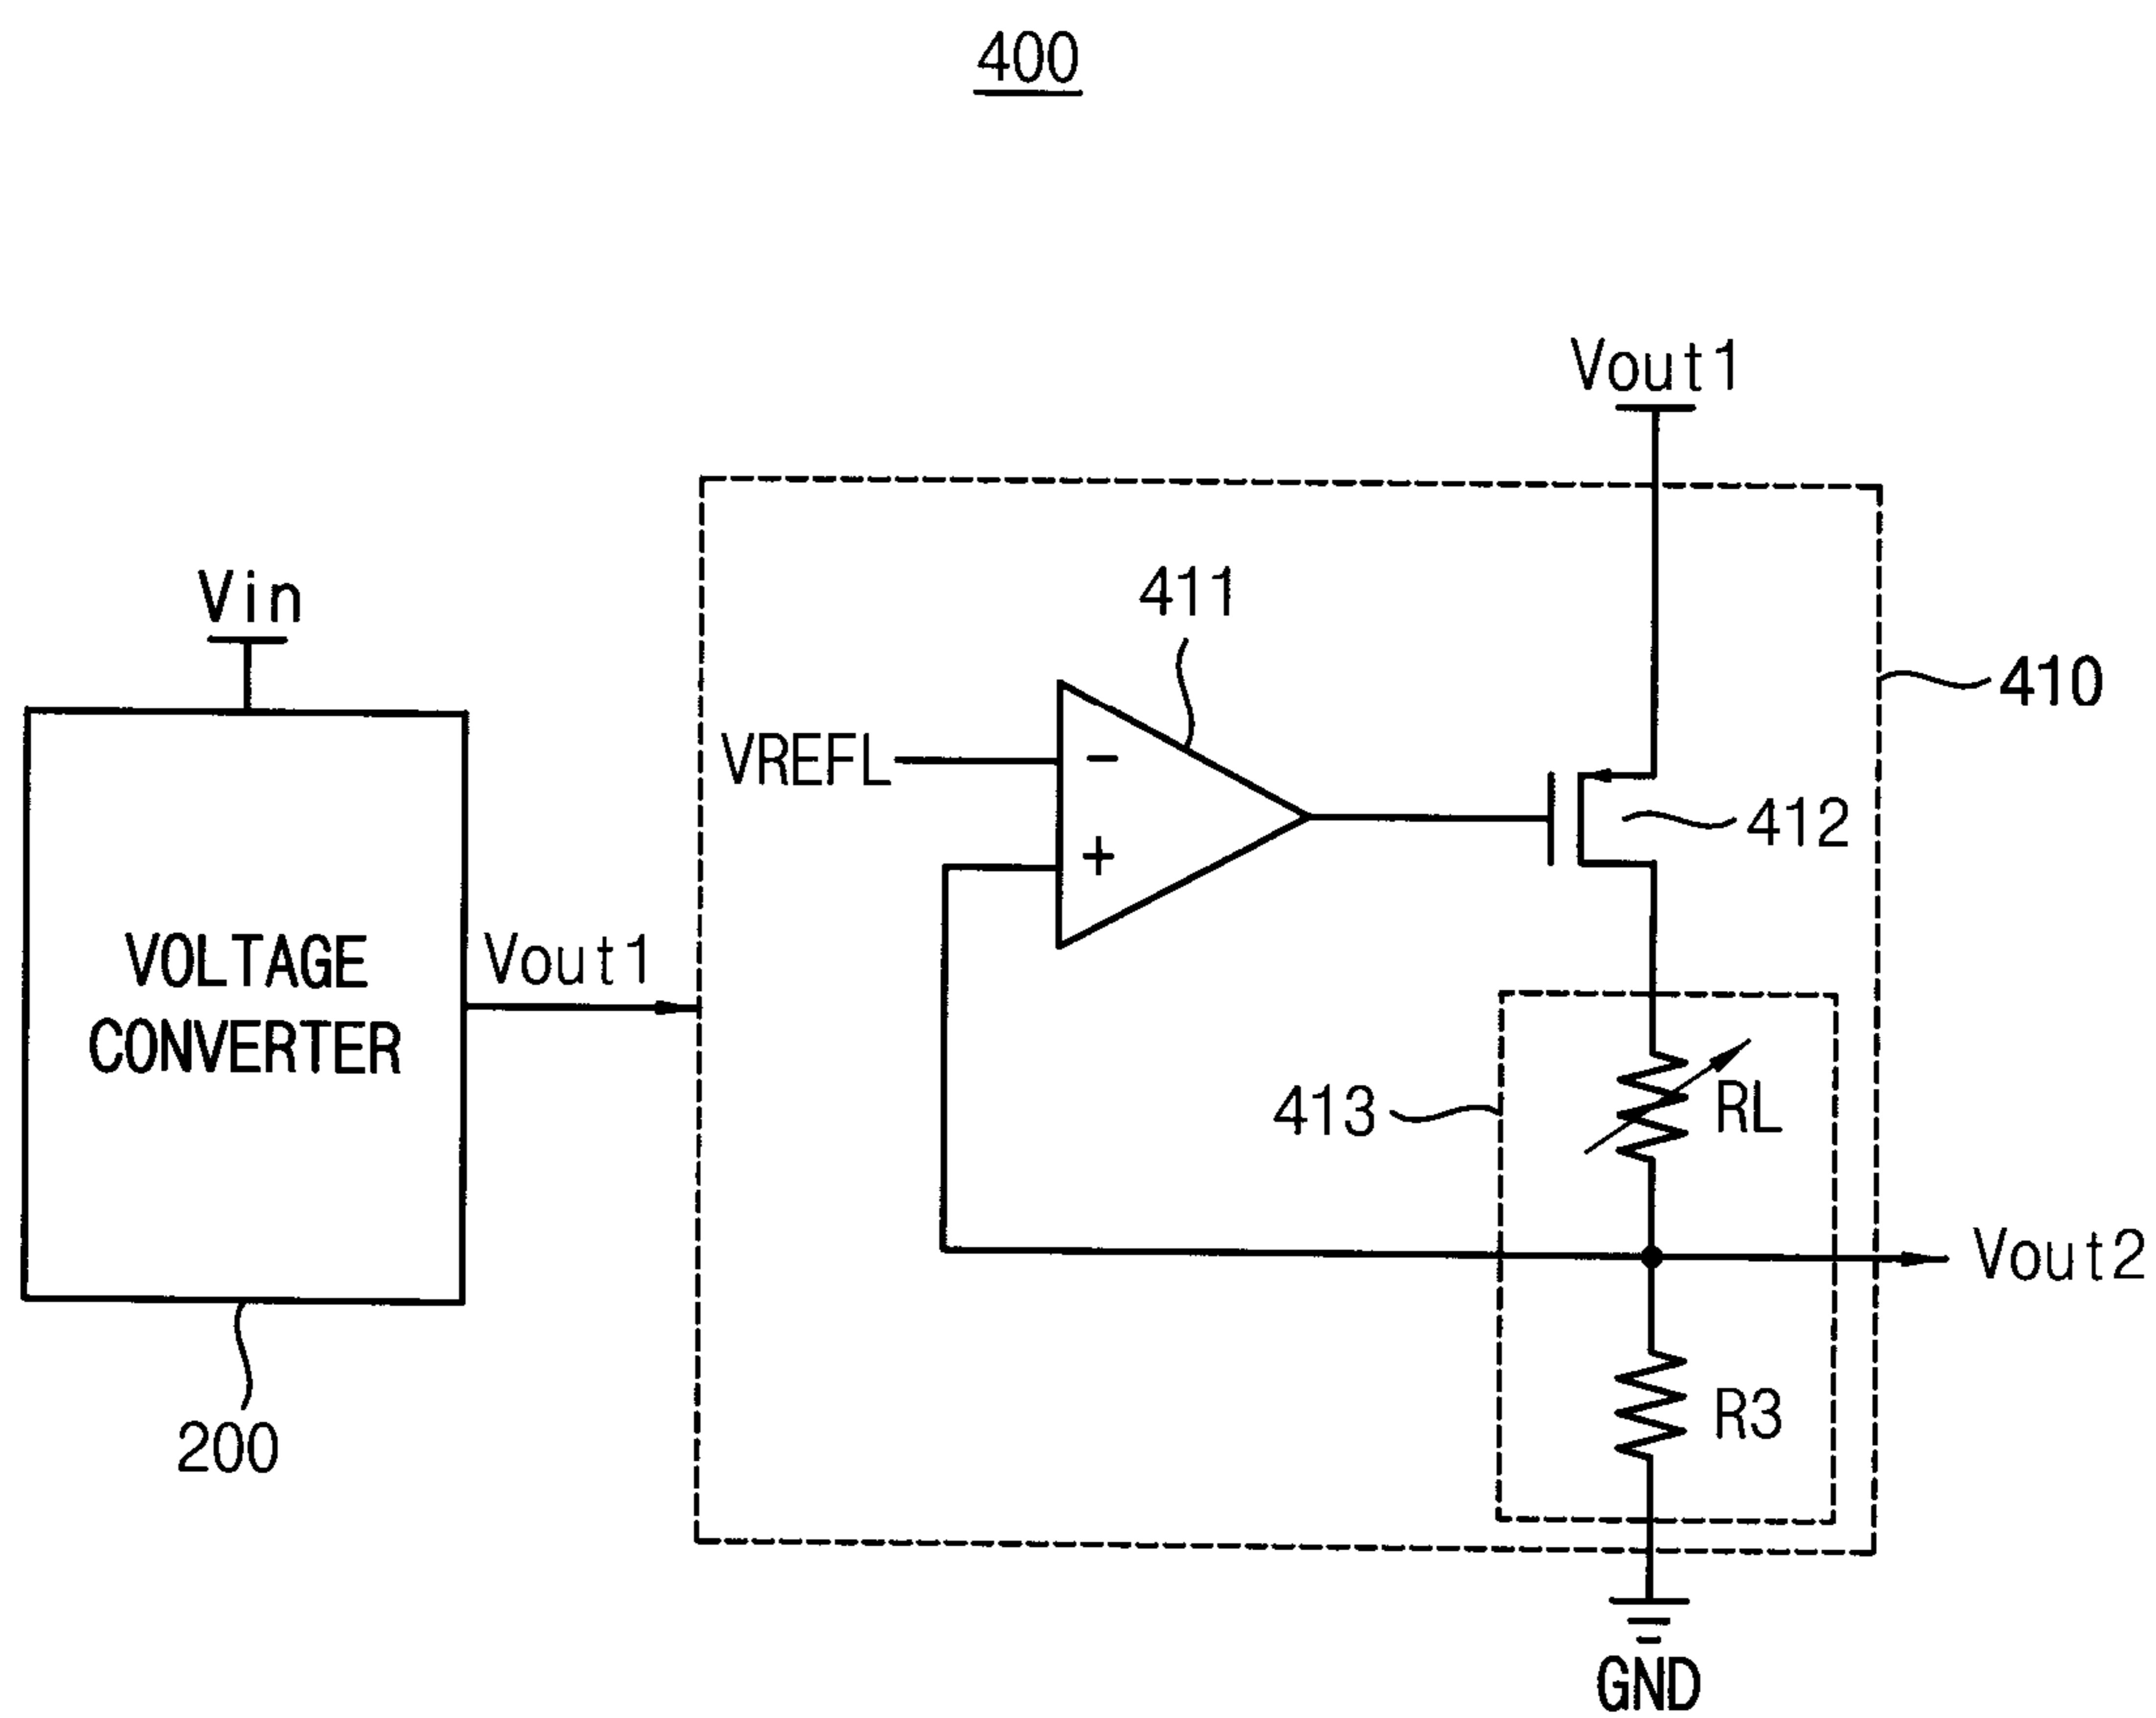 400
Vout1
Vin
411
410
VREFL
−
+
412
VOLTAGE
CONVERTER
Vout1
413
RL
Vout2
R3
200
GND